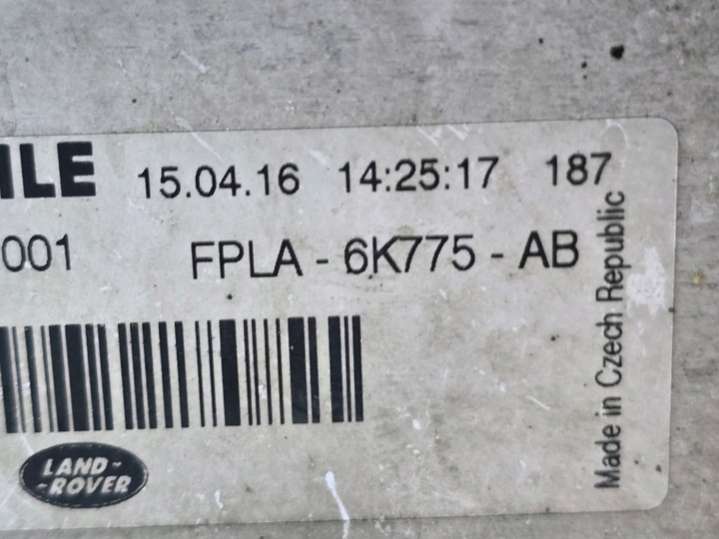 ILE 15.04.16 14:25:17 187
001 FPLA - 6K775 - AB
Made in Czech Republic
LAND-
-ROVER